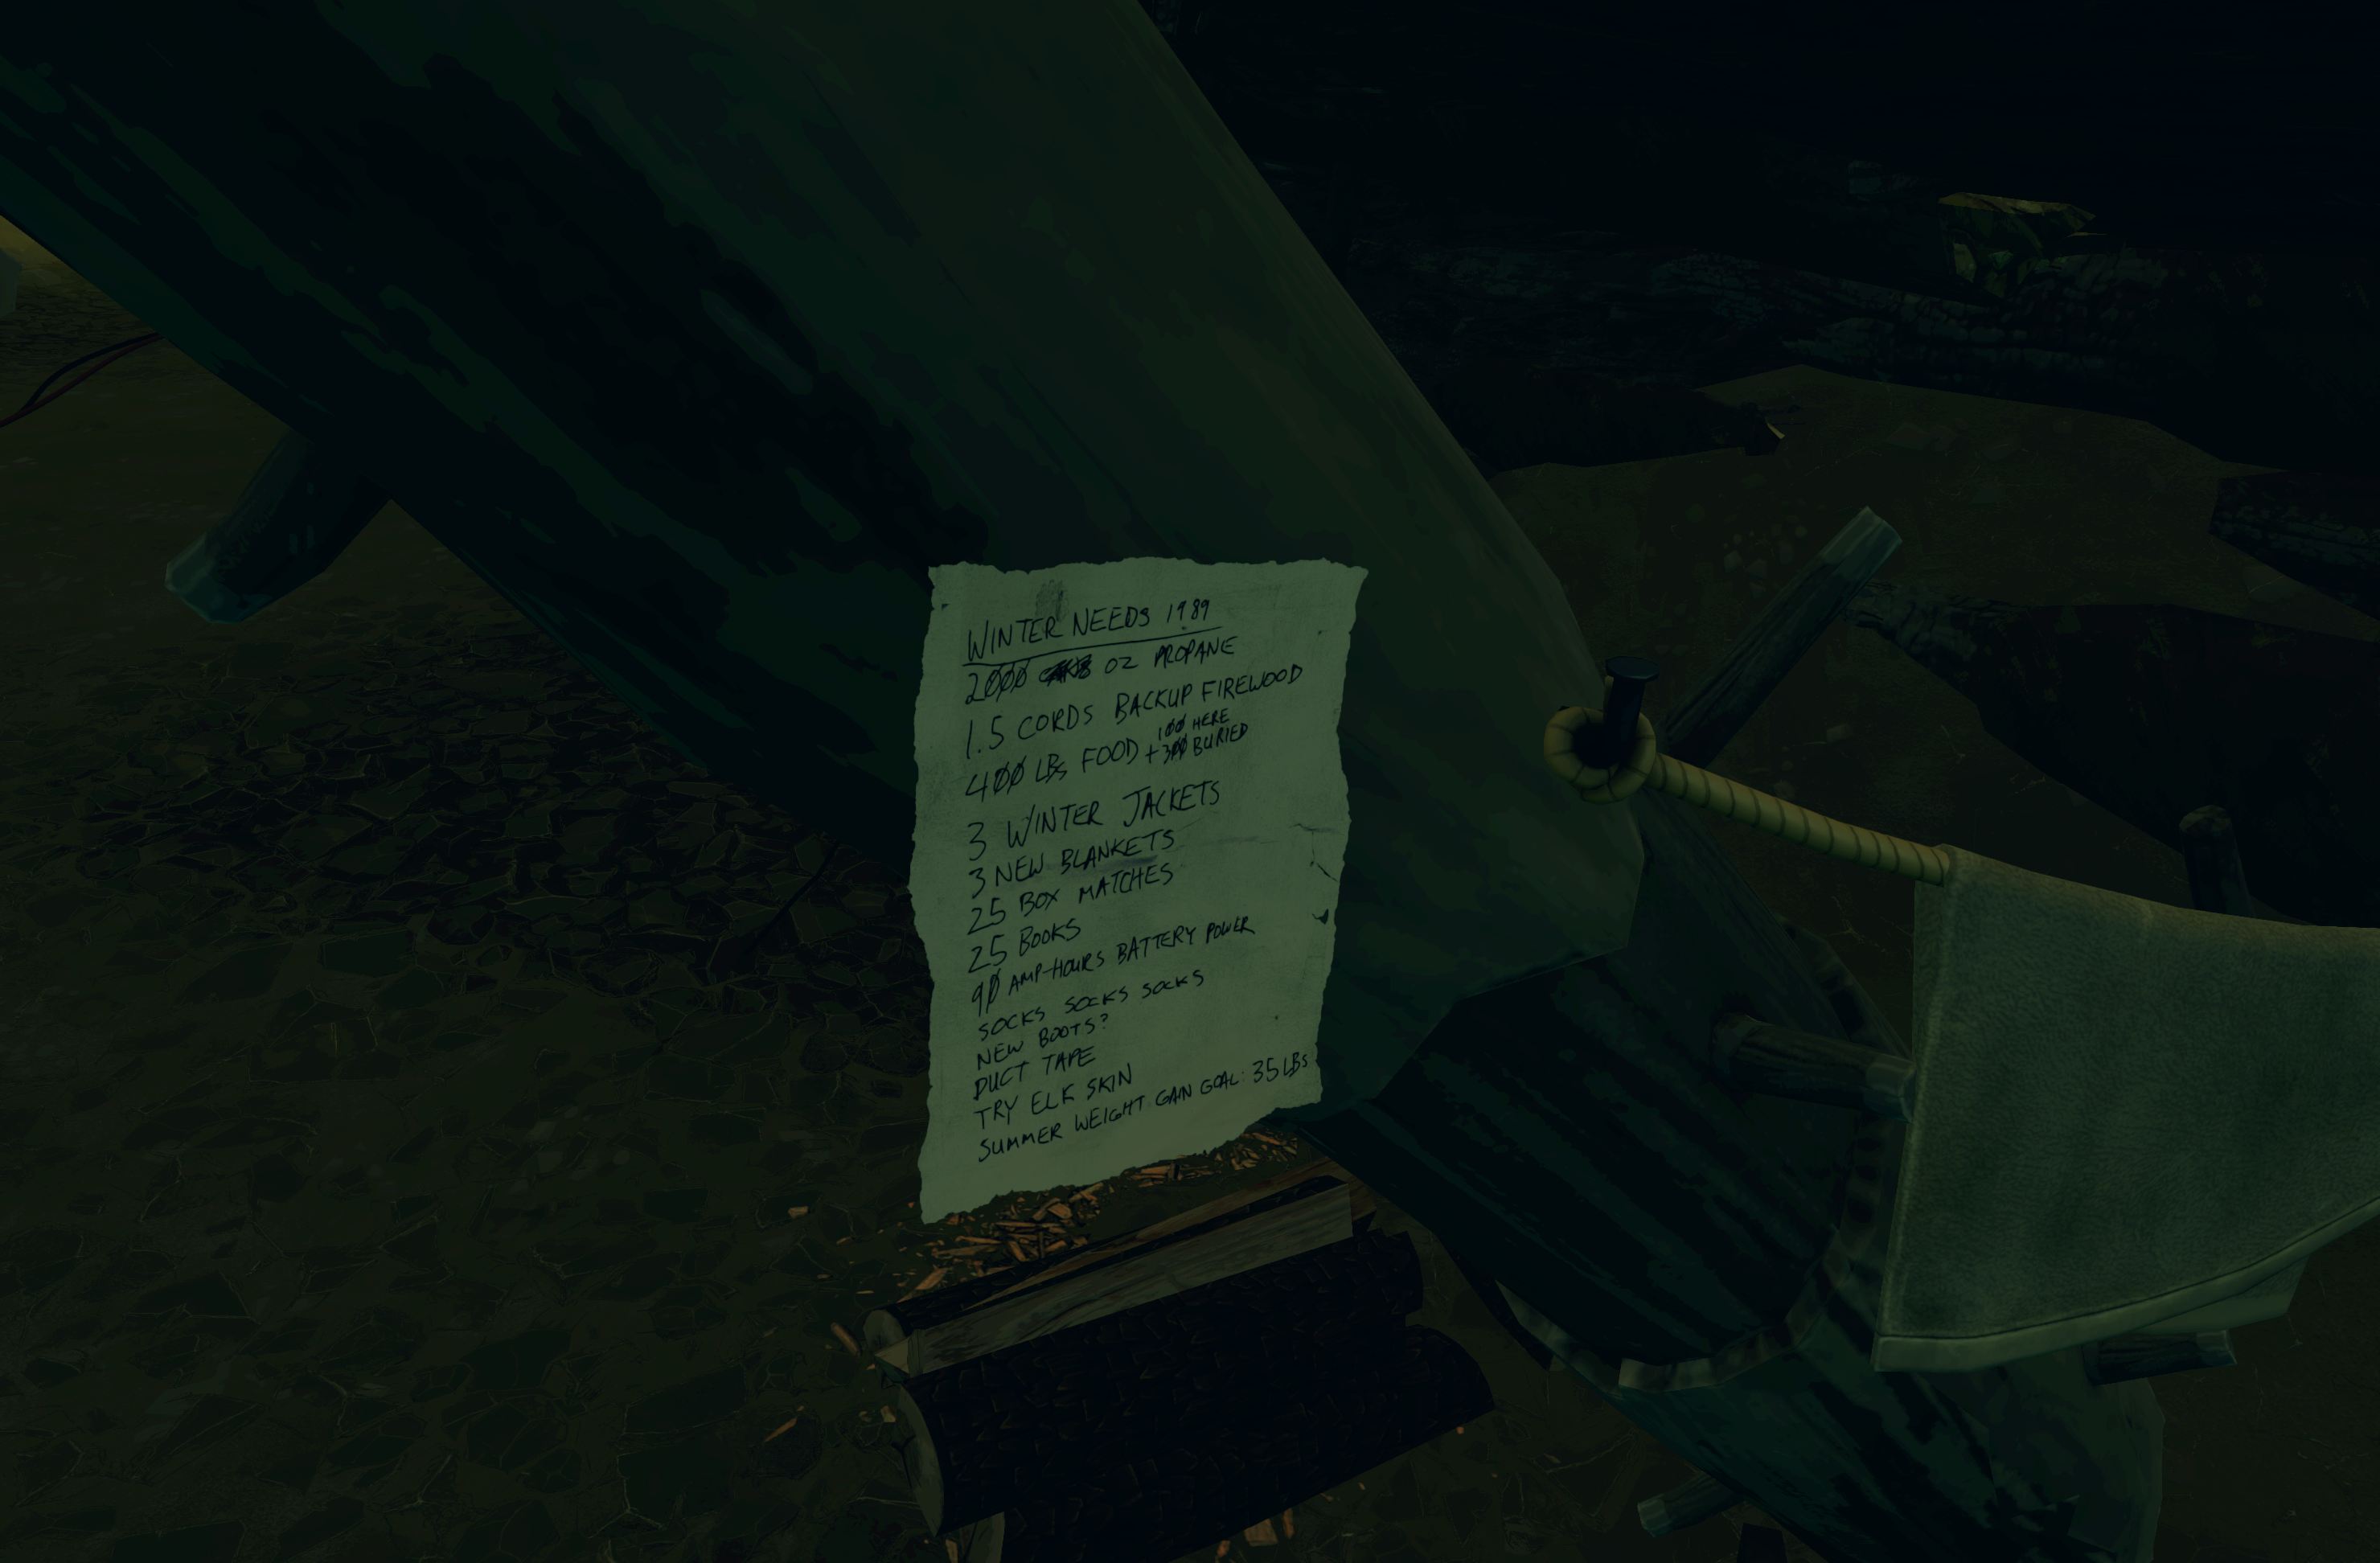 WINTER NEEDS 1989
2000 OZ PROPANE
1.5 CORDS BACKUP FIREWOOD
400 LBS FOOD + 100 HERE
300 BURIED
3 WINTER JACKETS
3 NEW BLANKETS
25 BOX MATCHES
25 BOOKS
90 AMP-HOURS BATTERY POWER
SOCKS SOCKS SOCKS
NEW BOOTS?
DUCT TAPE
TRY ELK SKIN
SUMMER WEIGHT GAIN GOAL: 35 LBS